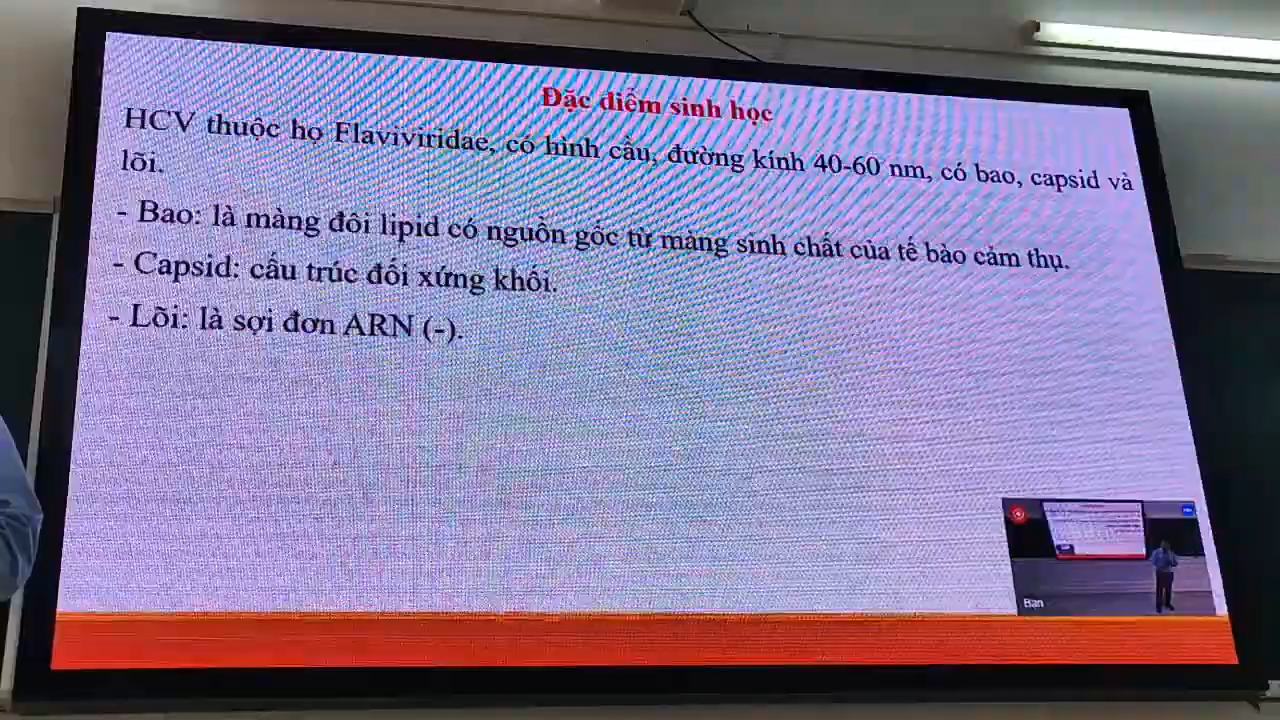 Đặc điểm sinh học
HCV thuộc họ Flaviviridae, có hình cầu, đường kính 40-60 nm, có bao, capsid và
lõi.
- Bao: là màng đôi lipid có nguồn gốc từ màng sinh chất của tế bào cảm thụ.
- Capsid: cấu trúc đối xứng khối.
- Lõi: là sợi đơn ARN (-).
Ban